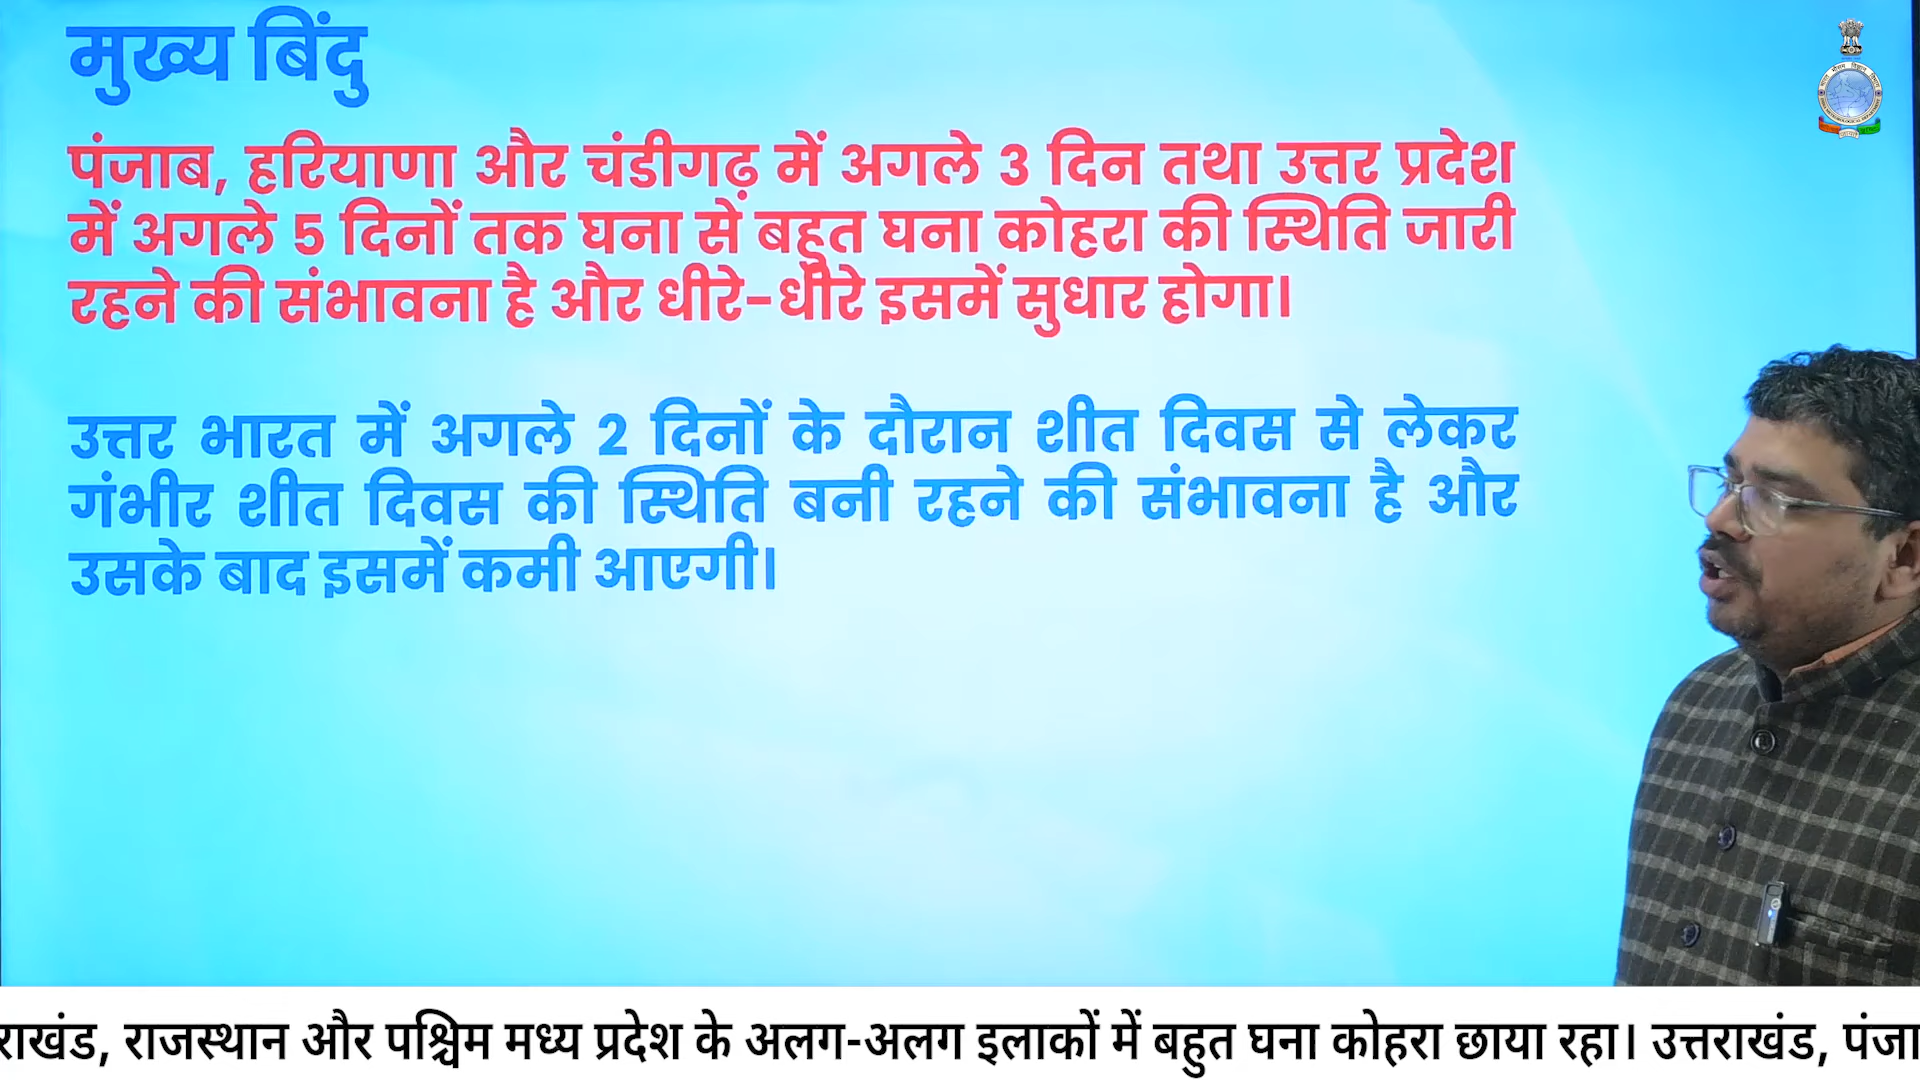 मुख्य बिंदु
पंजाब, हरियाणा और चंडीगढ़ में अगले 3 दिन तथा उत्तर प्रदेश
में अगले 5 दिनों तक घना से बहुत घना कोहरा की स्थिति जारी
रहने की संभावना है और धीरे-धीरे इसमें सुधार होगा।
उत्तर भारत में अगले 2 दिनों के दौरान शीत दिवस से लेकर
गंभीर शीत दिवस की स्थिति बनी रहने की संभावना है और
उसके बाद इसमें कमी आएगी।
राखंड, राजस्थान और पश्चिम मध्य प्रदेश के अलग-अलग इलाकों में बहुत घना कोहरा छाया रहा। उत्तराखंड, पंजा